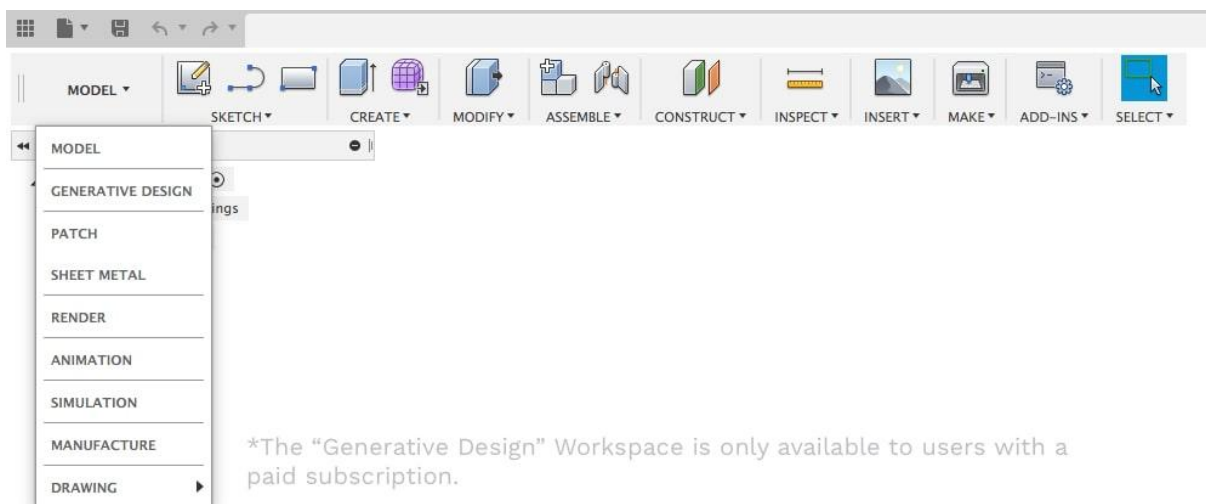 MODEL
SKETCH
CREATE
MODIFY
ASSEMBLE
CONSTRUCT
INSPECT
INSERT
MAKE
ADD-INS
SELECT
MODEL
GENERATIVE DESIGN
ings
PATCH
SHEET METAL
RENDER
ANIMATION
SIMULATION
MANUFACTURE
DRAWING
*The “Generative Design” Workspace is only available to users with a
paid subscription.